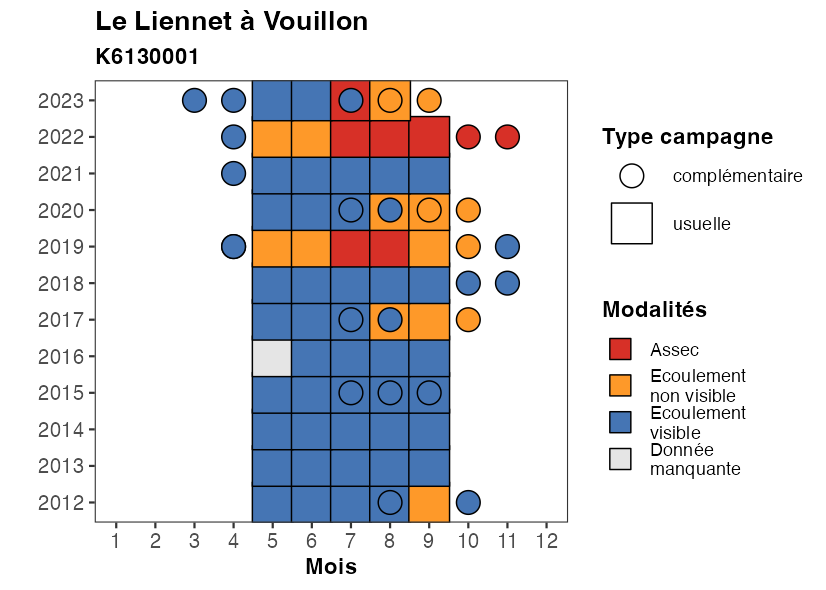 Le Liennet à Vouillon
K6130001
2023
2022
2021
2020
2019
2018
2017
2016
2015
2014
2013
2012
1 2 3 4 5 6 7 8 9 10 11 12
Mois
Type campagne
complémentaire
usuelle
Modalités
Assec
Ecoulement
non visible
Ecoulement
visible
Donnée
manquante